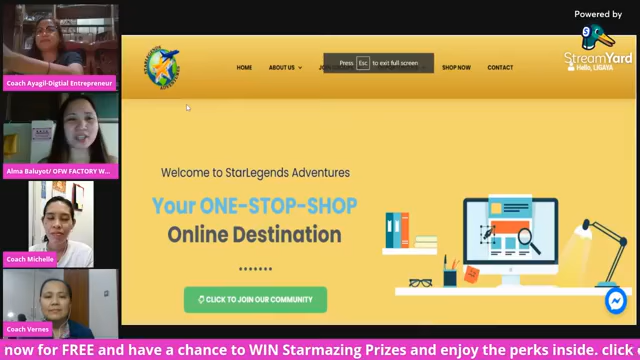 Powered by
StreamYard
Hello, LIGAYA
Coach Ayagil-Digtial Entrepreneur
Alma Baluyot/ OFW FACTORY W...
Coach Michelle
Coach Vernes
STARLEGENDS ADVENTURES
HOME ABOUT US SHOP NOW CONTACT
Press Esc to exit full screen
Welcome to StarLegends Adventures
Your ONE-STOP-SHOP
Online Destination
CLICK TO JOIN OUR COMMUNITY
now for FREE and have a chance to WIN Starmazing Prizes and enjoy the perks inside. click